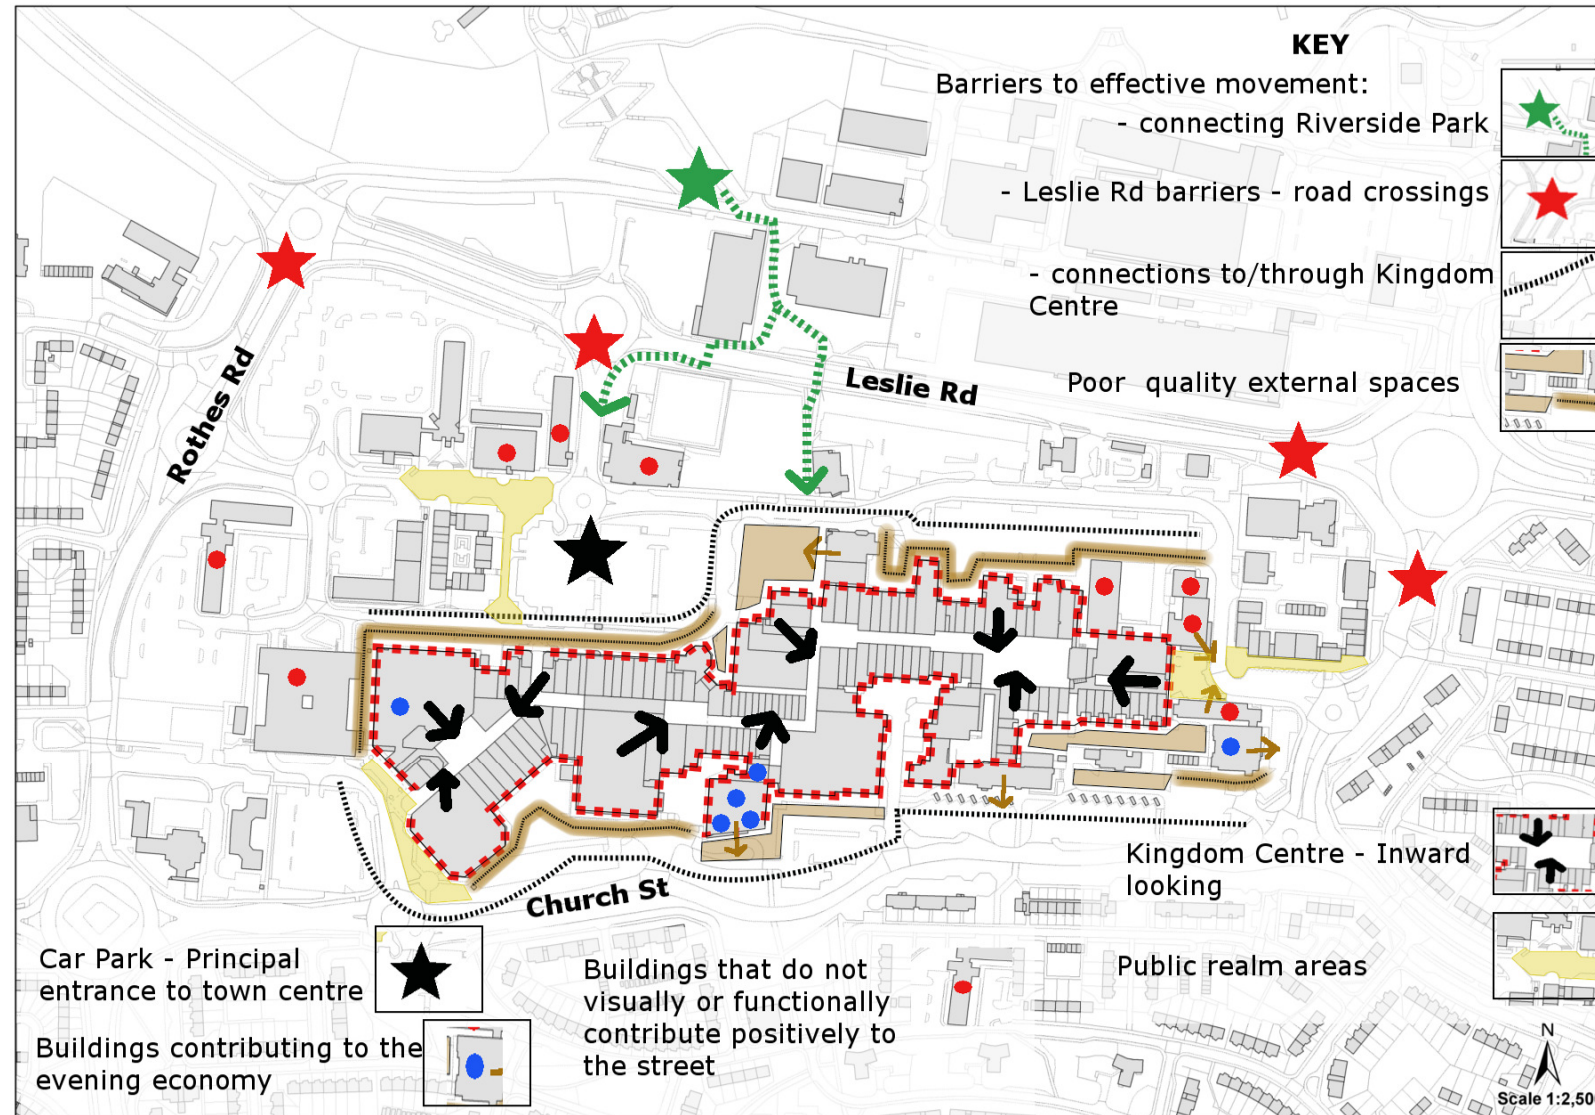 KEY
Barriers to effective movement:
- connecting Riverside Park
- Leslie Rd barriers - road crossings
- connections to/through Kingdom
Centre
Poor quality external spaces
Rothes Rd
Leslie Rd
Church St
Kingdom Centre - Inward
looking
Public realm areas
Car Park - Principal
entrance to town centre
Buildings contributing to the
evening economy
Buildings that do not
visually or functionally
contribute positively to
the street
N
Scale 1:2,50